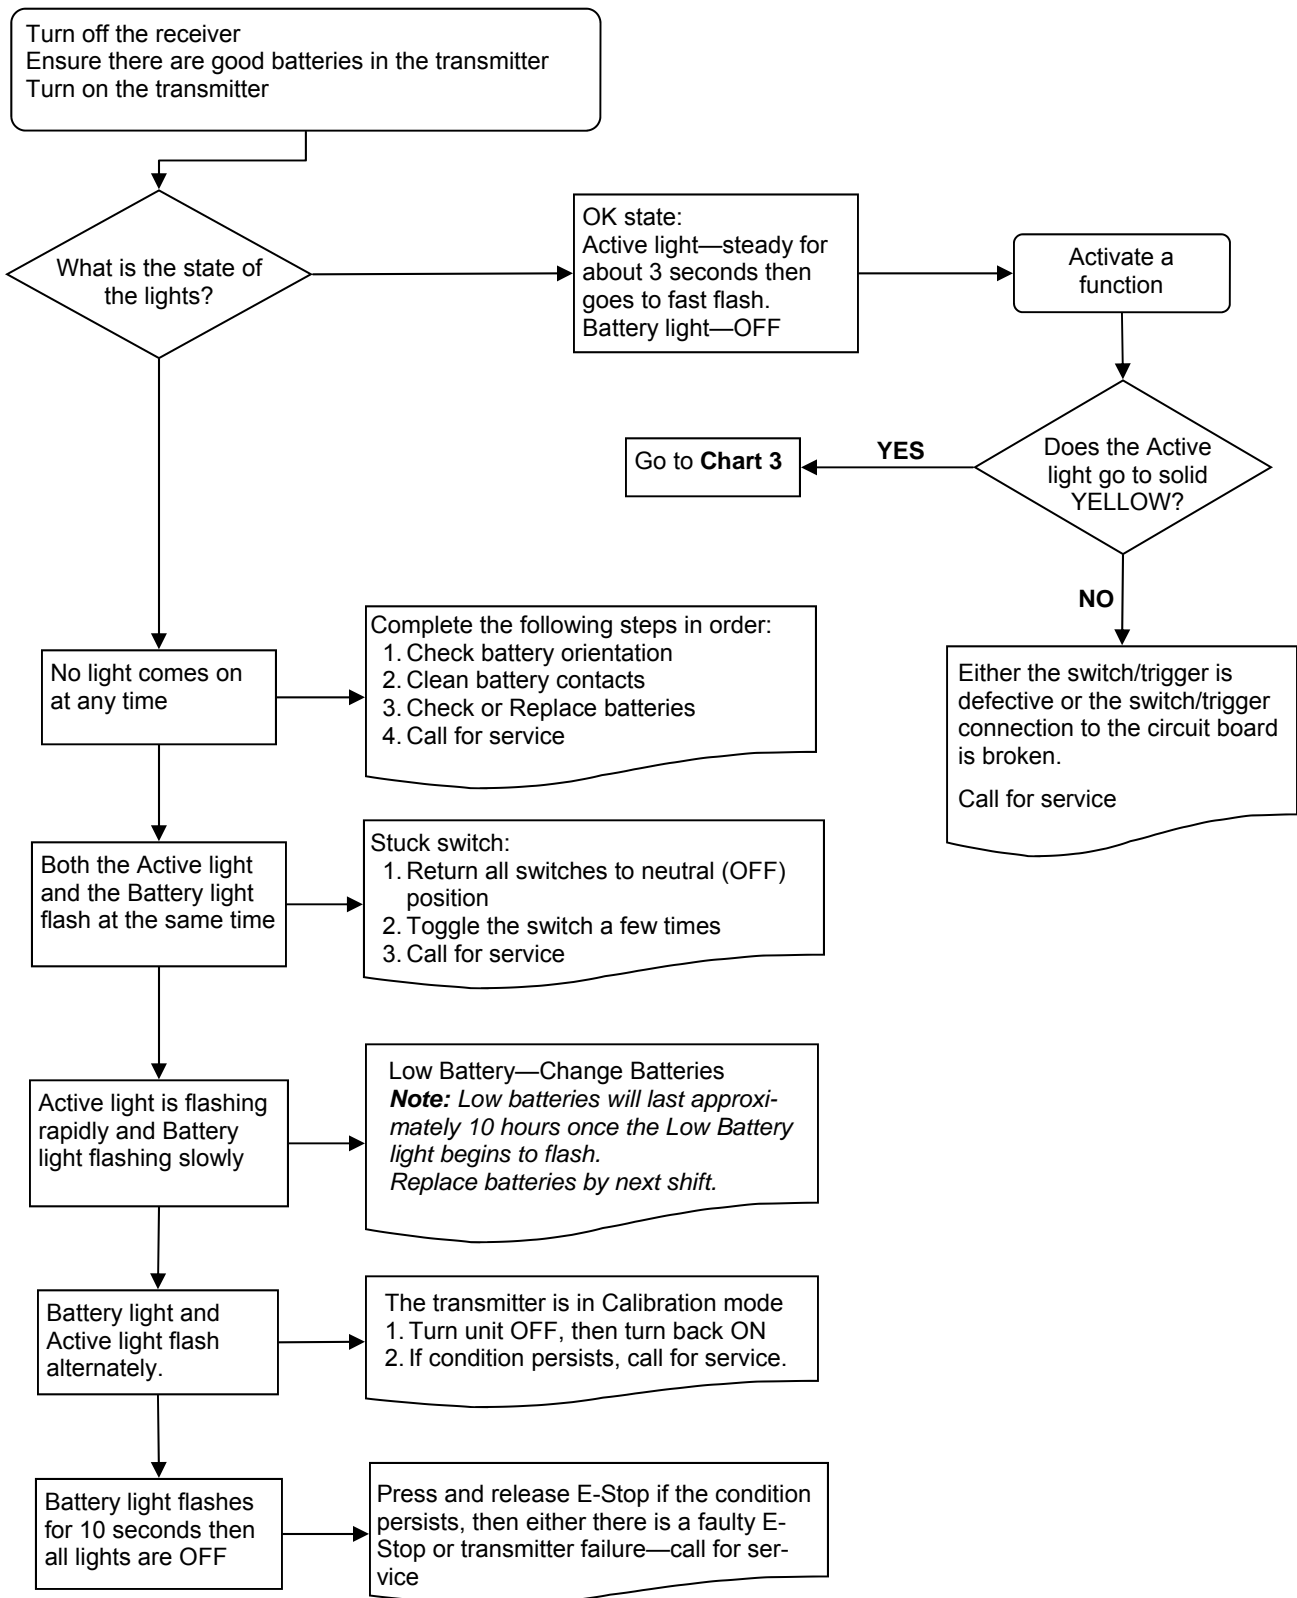 Turn off the receiver
Ensure there are good batteries in the transmitter
Turn on the transmitter
What is the state of
the lights?
OK state:
Active light—steady for
about 3 seconds then
goes to fast flash.
Battery light—OFF
Activate a
function
Does the Active
light go to solid
YELLOW?
YES
Go to Chart 3
NO
Either the switch/trigger is
defective or the switch/trigger
connection to the circuit board
is broken.
Call for service
No light comes on
at any time
Complete the following steps in order:
1. Check battery orientation
2. Clean battery contacts
3. Check or Replace batteries
4. Call for service
Both the Active light
and the Battery light
flash at the same time
Stuck switch:
1. Return all switches to neutral (OFF)
position
2. Toggle the switch a few times
3. Call for service
Active light is flashing
rapidly and Battery
light flashing slowly
Low Battery—Change Batteries
Note: Low batteries will last approxi-
mately 10 hours once the Low Battery
light begins to flash.
Replace batteries by next shift.
Battery light and
Active light flash
alternately.
The transmitter is in Calibration mode
1. Turn unit OFF, then turn back ON
2. If condition persists, call for service.
Battery light flashes
for 10 seconds then
all lights are OFF
Press and release E-Stop if the condition
persists, then either there is a faulty E-
Stop or transmitter failure—call for ser-
vice